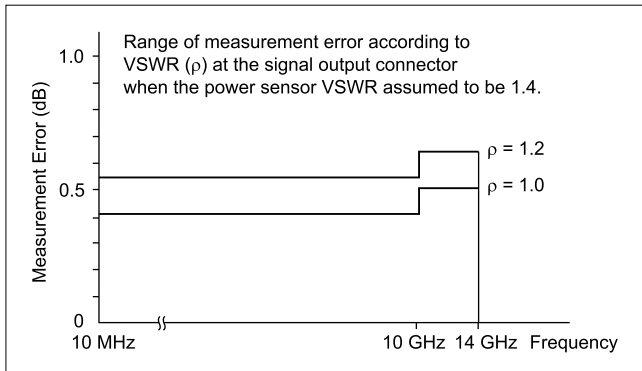 Range of measurement error according to
VSWR (ρ) at the signal output connector
when the power sensor VSWR assumed to be 1.4.
Measurement Error (dB)
1.0
0.5
0
ρ = 1.2
ρ = 1.0
10 MHz
10 GHz
14 GHz
Frequency